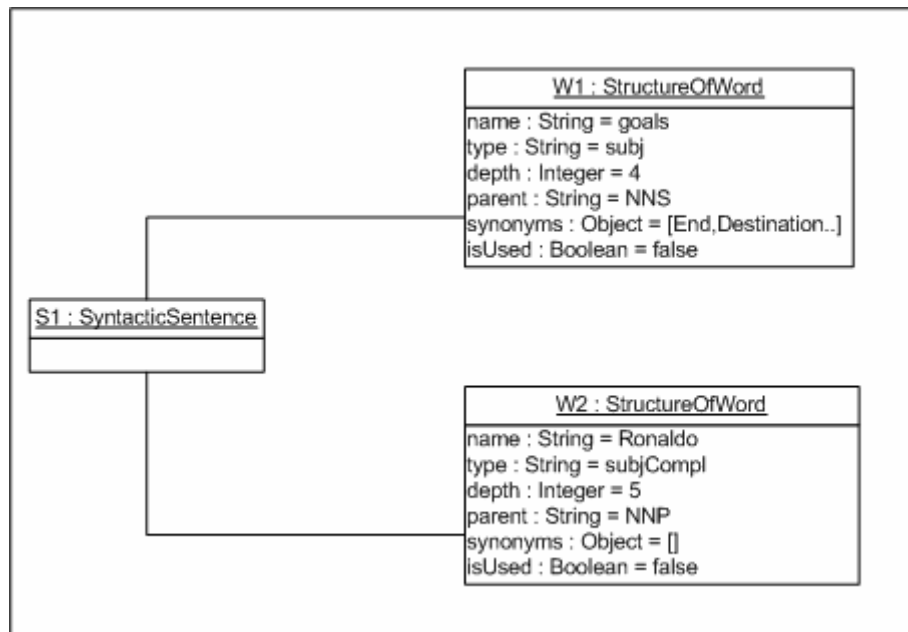 W1 : StructureOfWord
name : String = goals
type : String = subj
depth : Integer = 4
parent : String = NNS
synonyms : Object = [End,Destination..]
isUsed : Boolean = false
S1 : SyntacticSentence
W2 : StructureOfWord
name : String = Ronaldo
type : String = subjCompl
depth : Integer = 5
parent : String = NNP
synonyms : Object = []
isUsed : Boolean = false